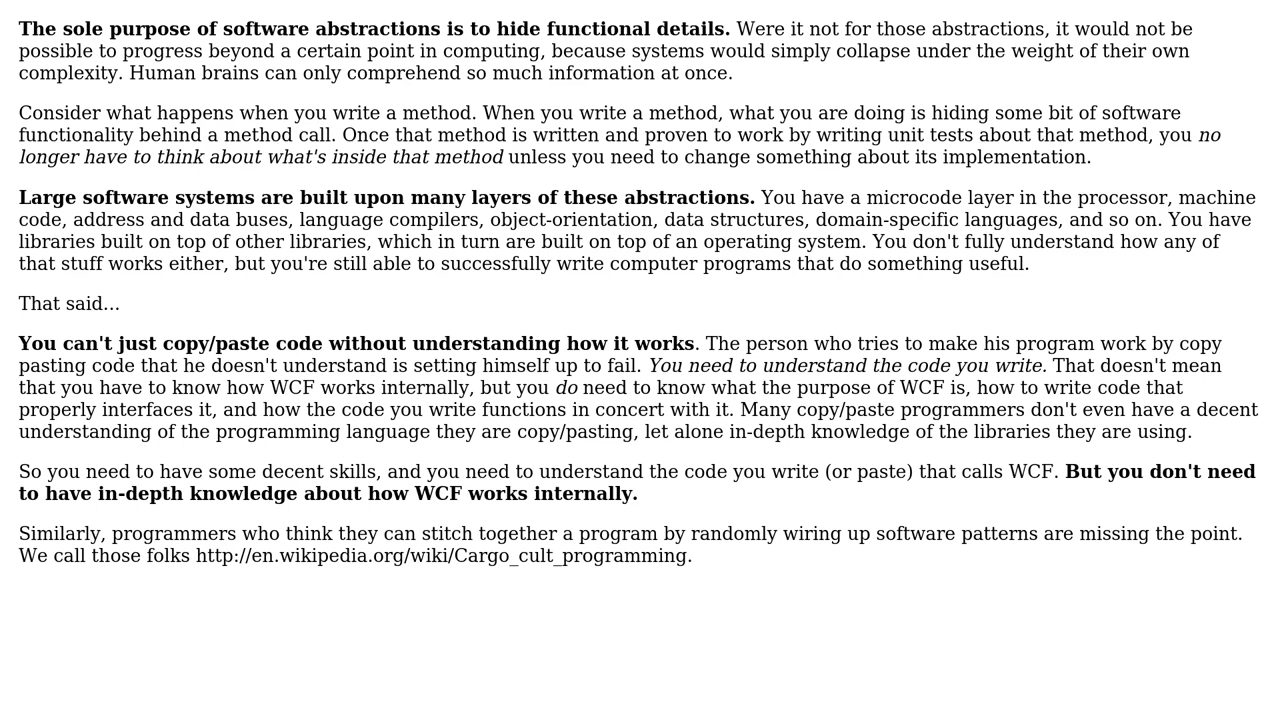 The sole purpose of software abstractions is to hide functional details. Were it not for those abstractions, it would not be
possible to progress beyond a certain point in computing, because systems would simply collapse under the weight of their own
complexity. Human brains can only comprehend so much information at once.
Consider what happens when you write a method. When you write a method, what you are doing is hiding some bit of software
functionality behind a method call. Once that method is written and proven to work by writing unit tests about that method, you no
longer have to think about what's inside that method unless you need to change something about its implementation.
Large software systems are built upon many layers of these abstractions. You have a microcode layer in the processor, machine
code, address and data buses, language compilers, object-orientation, data structures, domain-specific languages, and so on. You have
libraries built on top of other libraries, which in turn are built on top of an operating system. You don't fully understand how any of
that stuff works either, but you're still able to successfully write computer programs that do something useful.
That said...
You can't just copy/paste code without understanding how it works. The person who tries to make his program work by copy
pasting code that he doesn't understand is setting himself up to fail. You need to understand the code you write. That doesn't mean
that you have to know how WCF works internally, but you do need to know what the purpose of WCF is, how to write code that
properly interfaces it, and how the code you write functions in concert with it. Many copy/paste programmers don't even have a decent
understanding of the programming language they are copy/pasting, let alone in-depth knowledge of the libraries they are using.
So you need to have some decent skills, and you need to understand the code you write (or paste) that calls WCF. But you don't need
to have in-depth knowledge about how WCF works internally.
Similarly, programmers who think they can stitch together a program by randomly wiring up software patterns are missing the point.
We call those folks http://en.wikipedia.org/wiki/Cargo_cult_programming.